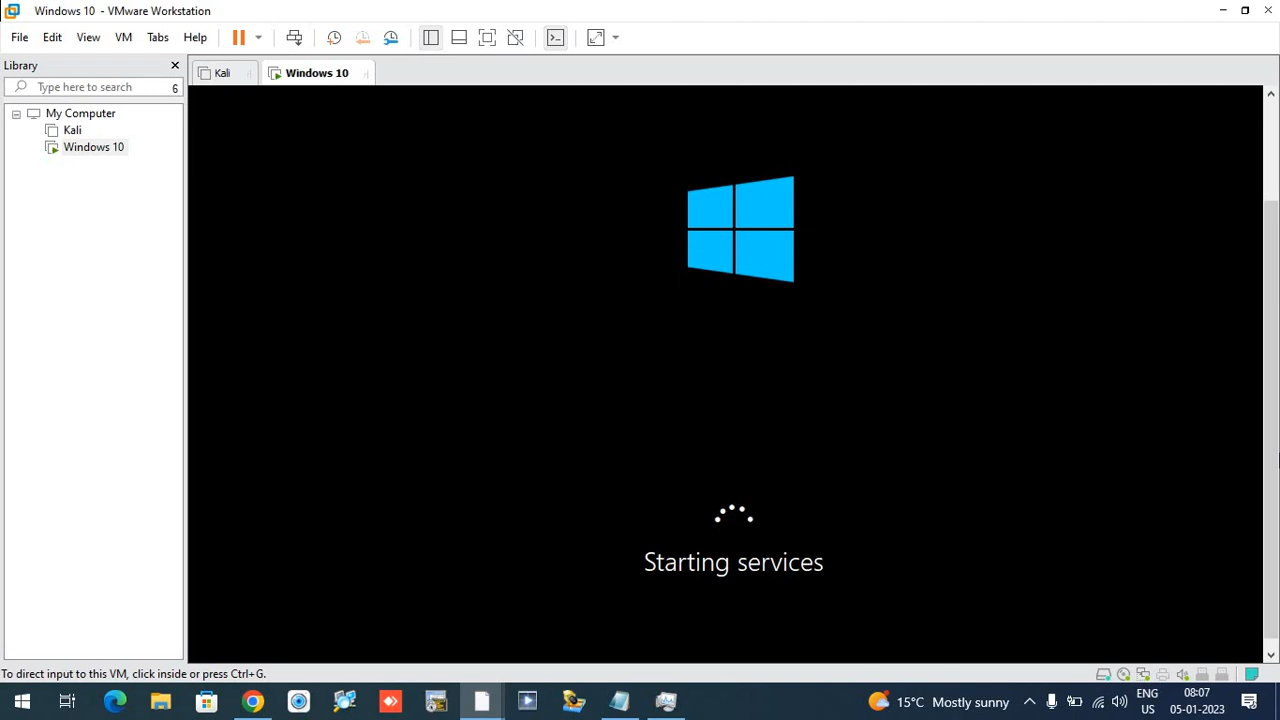 Windows 10 - VMware Workstation
File Edit View VM Tabs Help
Library
Type here to search 6
My Computer
Kali
Windows 10
Kali
Windows 10
Starting services
To direct input to this VM, click inside or press Ctrl+G.
15°C Mostly sunny
ENG
US
08:07
05-01-2023